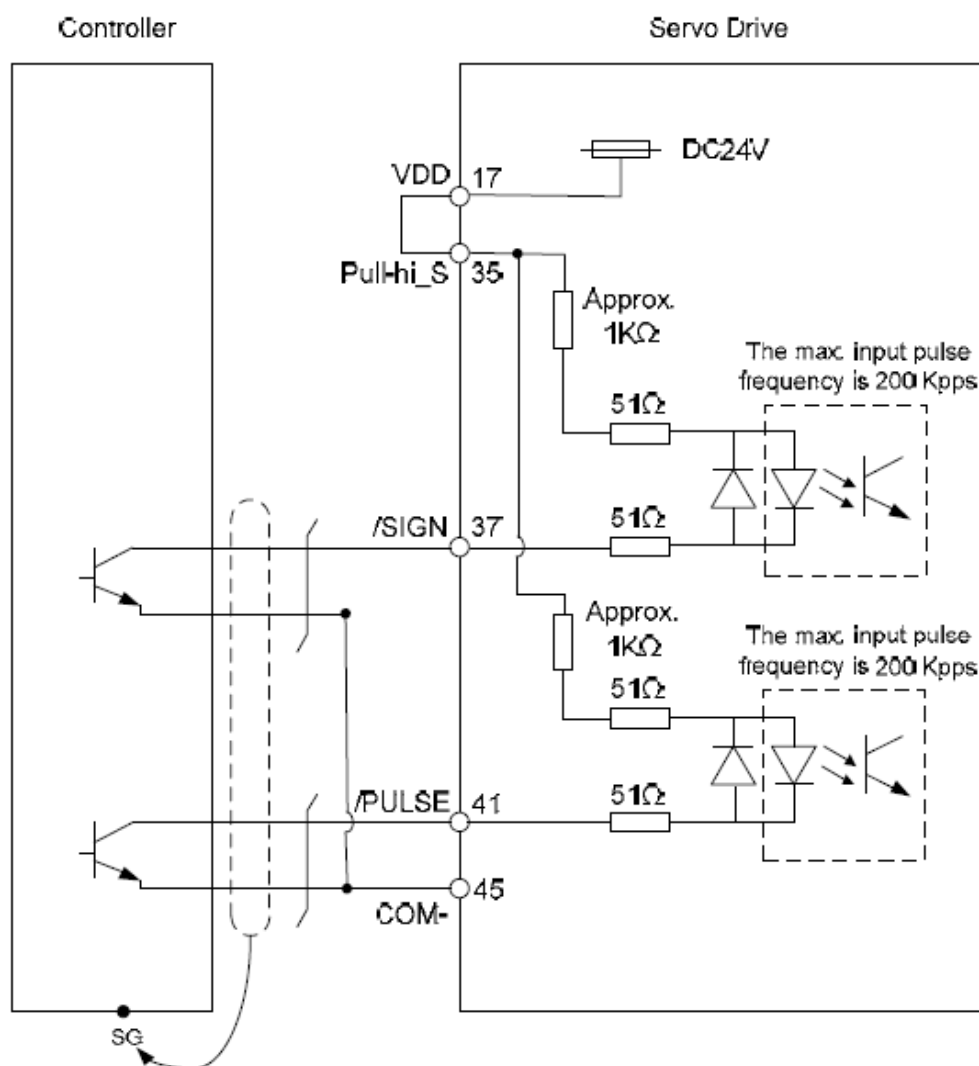 Controller
Servo Drive
DC24V
VDD
17
Pull-hi_S
35
Approx.
1KΩ
The max. input pulse
frequency is 200 Kpps
51Ω
51Ω
/SIGN
37
Approx.
1KΩ
The max. input pulse
frequency is 200 Kpps
51Ω
51Ω
/PULSE
41
45
COM-
SG